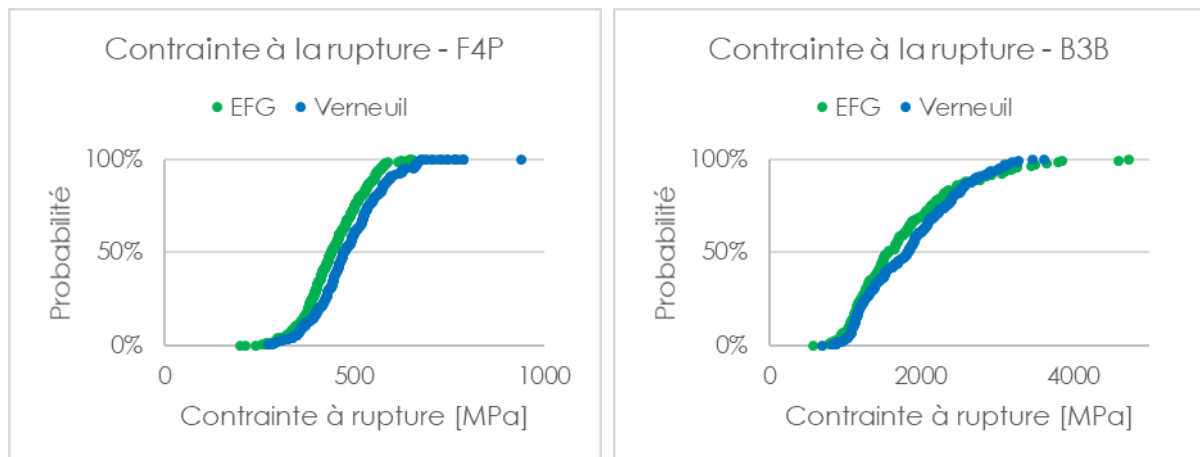 Contrainte à la rupture - F4P
EFG Verneuil
100%
50%
0%
Probabilité
0 500 1000
Contrainte à rupture [MPa]
Contrainte à la rupture - B3B
EFG Verneuil
100%
50%
0%
Probabilité
0 2000 4000
Contrainte à rupture [MPa]